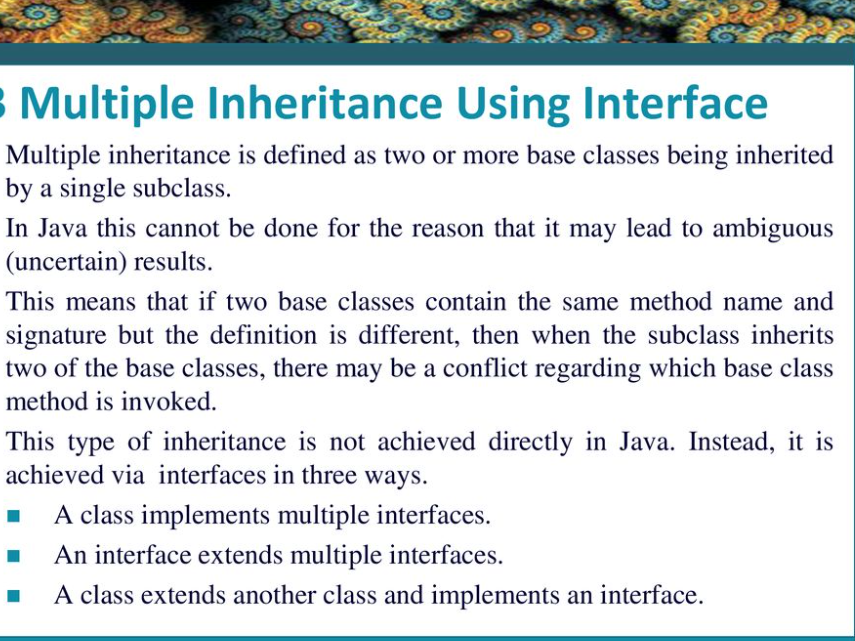 3 Multiple Inheritance Using Interface
Multiple inheritance is defined as two or more base classes being inherited
by a single subclass.
In Java this cannot be done for the reason that it may lead to ambiguous
(uncertain) results.
This means that if two base classes contain the same method name and
signature but the definition is different, then when the subclass inherits
two of the base classes, there may be a conflict regarding which base class
method is invoked.
This type of inheritance is not achieved directly in Java. Instead, it is
achieved via interfaces in three ways.
■ A class implements multiple interfaces.
■ An interface extends multiple interfaces.
■ A class extends another class and implements an interface.